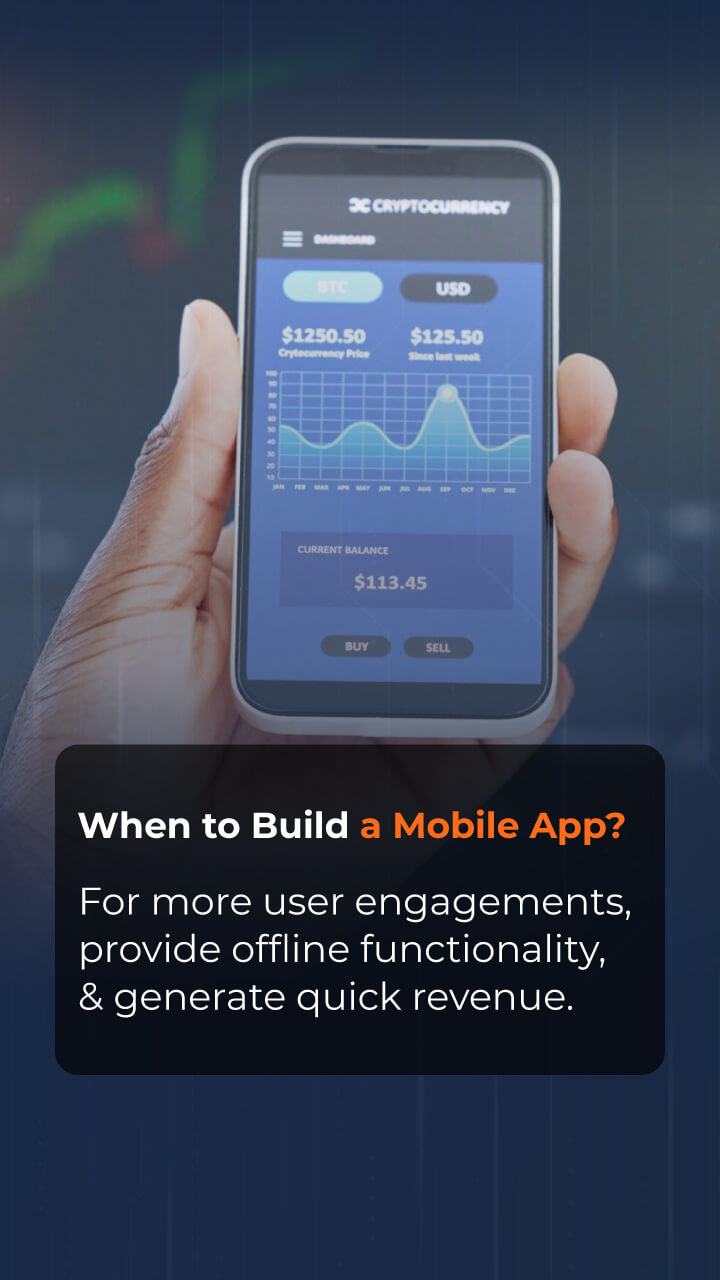 CRYPTOCURRENCY
DASHBOARD
BTC USD
$1250.50 $125.50
Crytocurrency Price Since last week
100
90
80
70
60
50
40
30
20
10
JAN FEB MAR APR MAY JUN JUL AUG SEP OCT NOV DEC
CURRENT BALANCE
$113.45
BUY SELL
When to Build a Mobile App?
For more user engagements,
provide offline functionality,
& generate quick revenue.